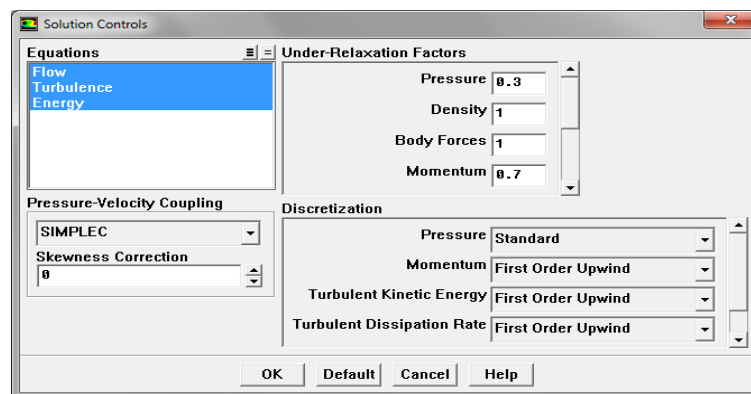 Solution Controls
Equations
Flow
Turbulence
Energy
Under-Relaxation Factors
Pressure 0.3
Density 1
Body Forces 1
Momentum 0.7
Pressure-Velocity Coupling
SIMPLEC
Skewness Correction
0
Discretization
Pressure Standard
Momentum First Order Upwind
Turbulent Kinetic Energy First Order Upwind
Turbulent Dissipation Rate First Order Upwind
OK Default Cancel Help